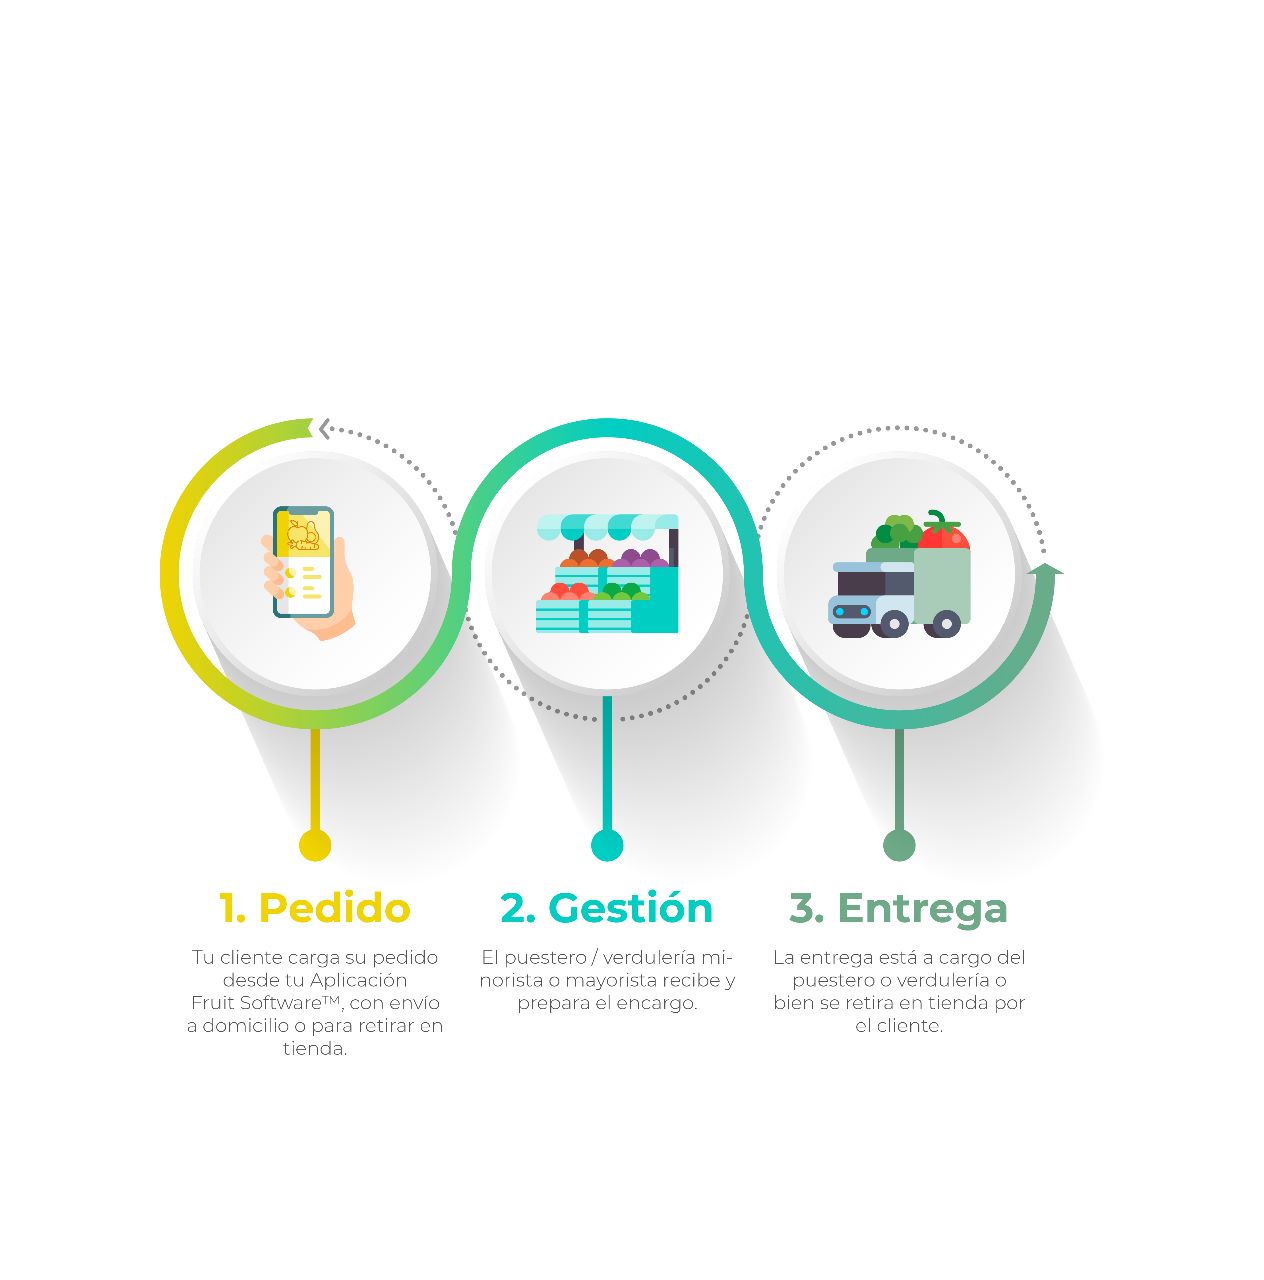 1. Pedido
Tu cliente carga su pedido
desde tu Aplicación
Fruit Software™, con envío
a domicilio o para retirar en
tienda.
2. Gestión
El puestero / verdulería mi-
norista o mayorista recibe y
prepara el encargo.
3. Entrega
La entrega está a cargo del
puestero o verdulería o
bien se retira en tienda por
el cliente.